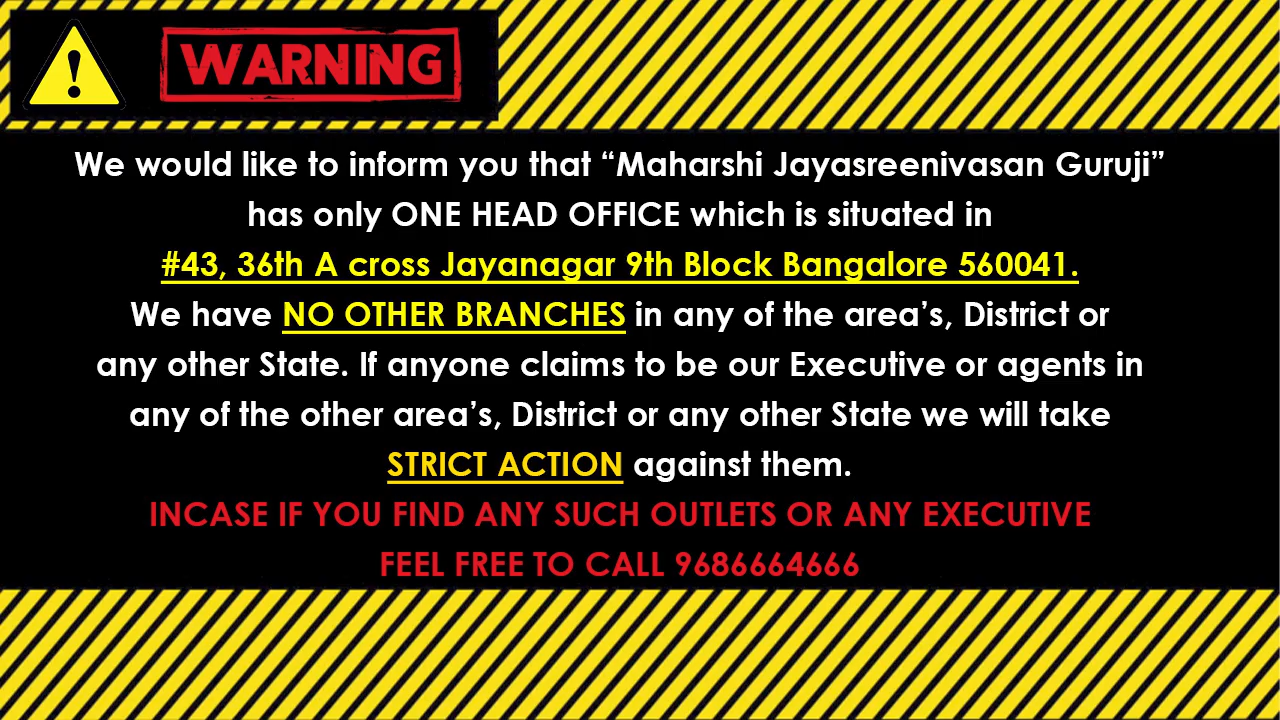 WARNING
We would like to inform you that “Maharshi Jayasreenivasan Guruji”
has only ONE HEAD OFFICE which is situated in
#43, 36th A cross Jayanagar 9th Block Bangalore 560041.
We have NO OTHER BRANCHES in any of the area’s, District or
any other State. If anyone claims to be our Executive or agents in
any of the other area’s, District or any other State we will take
STRICT ACTION against them.
INCASE IF YOU FIND ANY SUCH OUTLETS OR ANY EXECUTIVE
FEEL FREE TO CALL 9686664666